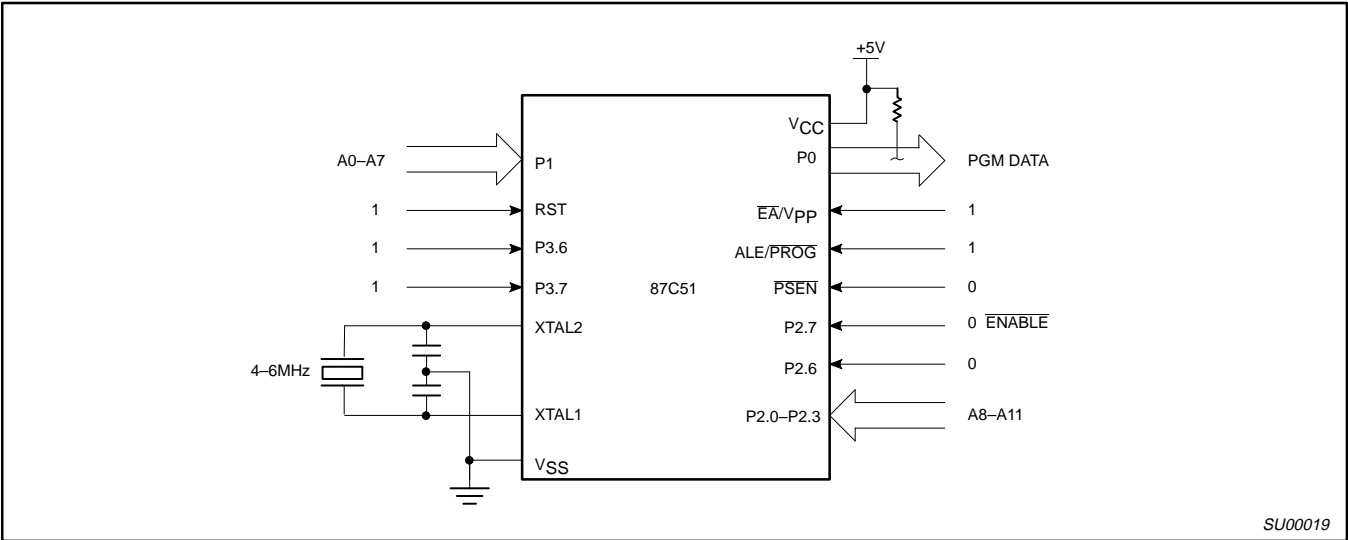 +5V
VCC
A0–A7
P1
P0
PGM DATA
1
RST
EA/VPP
1
1
P3.6
ALE/PROG
1
1
P3.7
87C51
PSEN
0
XTAL2
P2.7
0 ENABLE
4–6MHz
P2.6
0
XTAL1
P2.0–P2.3
A8–A11
VSS
SU00019